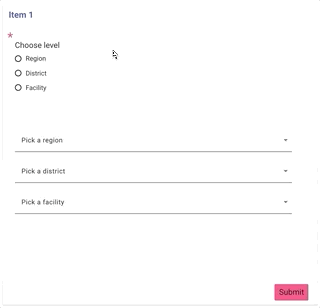 Item 1
*
Choose level
Region
District
Facility
Pick a region
Pick a district
Pick a facility
Submit